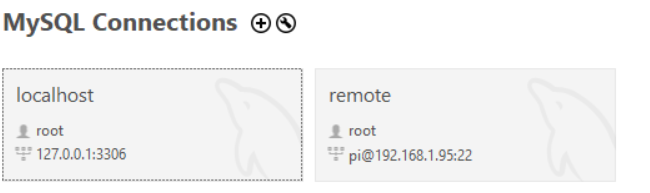 MySQL Connections
localhost
root
127.0.0.1:3306
remote
root
pi@192.168.1.95:22